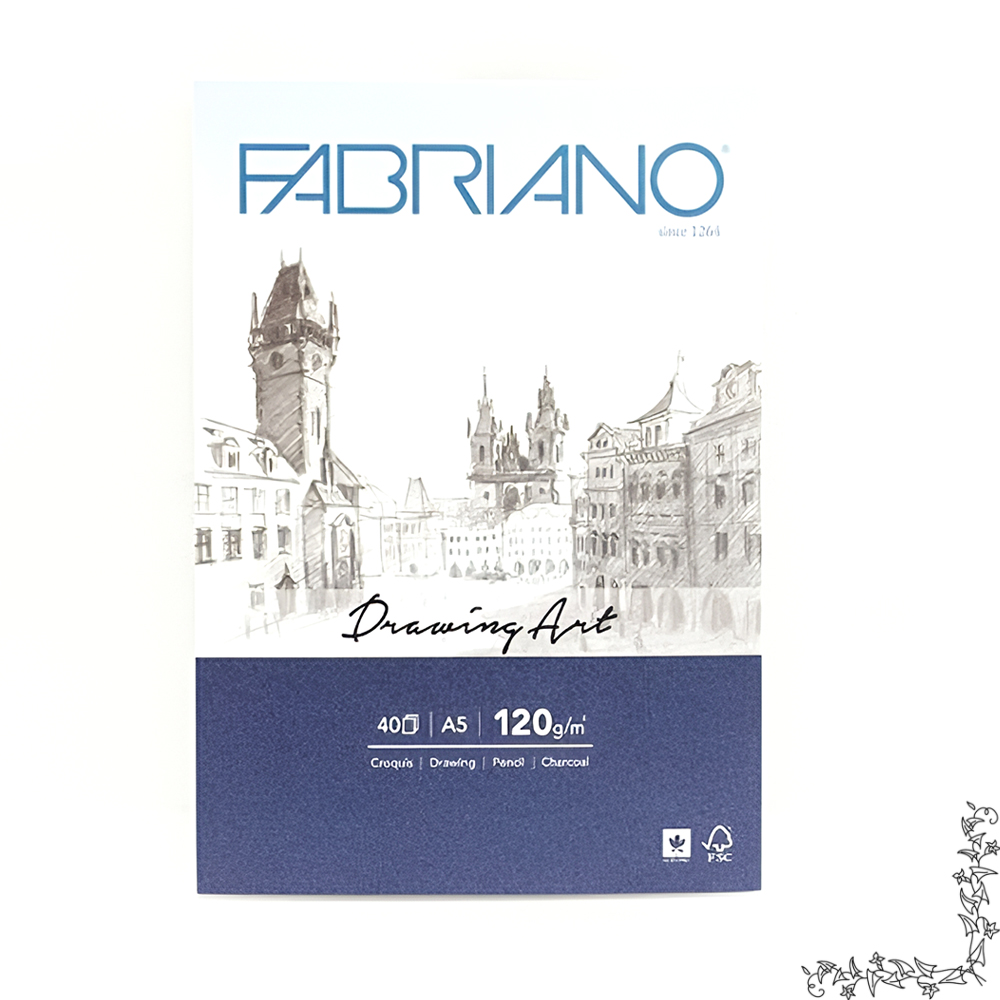 FABRIANO®
since 1264
Drawing Art
40 | A5 | 120g/m²
Croquis | Drawing | Pencil | Charcoal
FSC